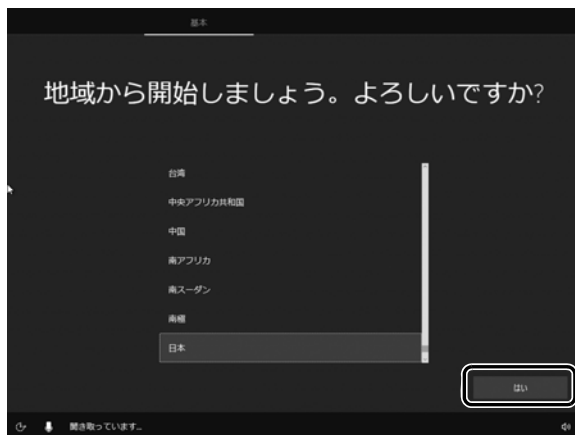 基本
地域から開始しましょう。よろしいですか?
台湾
中央アフリカ共和国
中国
南アフリカ
南スーダン
南極
日本
はい
聞き取っています...